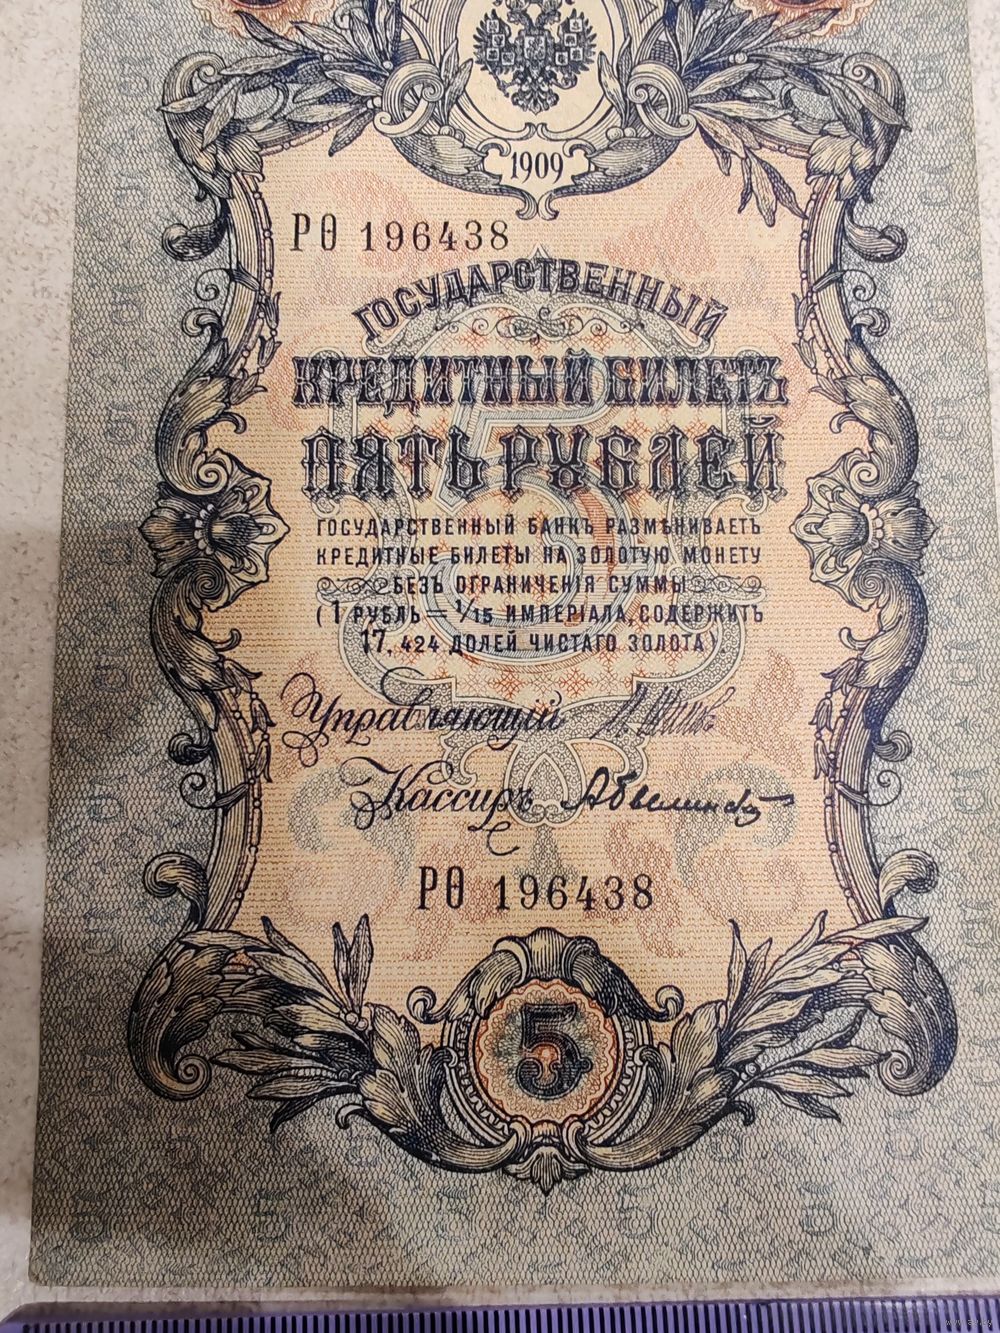 1909
РѲ 196438
ГОСУДАРСТВЕННЫЙ
КРЕДИТНЫЙ БИЛЕТЪ
ПЯТЬ РУБЛЕЙ
ГОСУДАРСТВЕННЫЙ БАНКЪ РАЗМѢНИВАЕТЪ
КРЕДИТНЫЕ БИЛЕТЫ НА ЗОЛОТУЮ МОНЕТУ
БЕЗЪ ОГРАНИЧЕНІЯ СУММЫ
(1 РУБЛЬ = 1/15 ИМПЕРІАЛА, СОДЕРЖИТЪ
17,424 ДОЛЕЙ ЧИСТАГО ЗОЛОТА)
Управляющій
Кассиръ
РѲ 196438
5